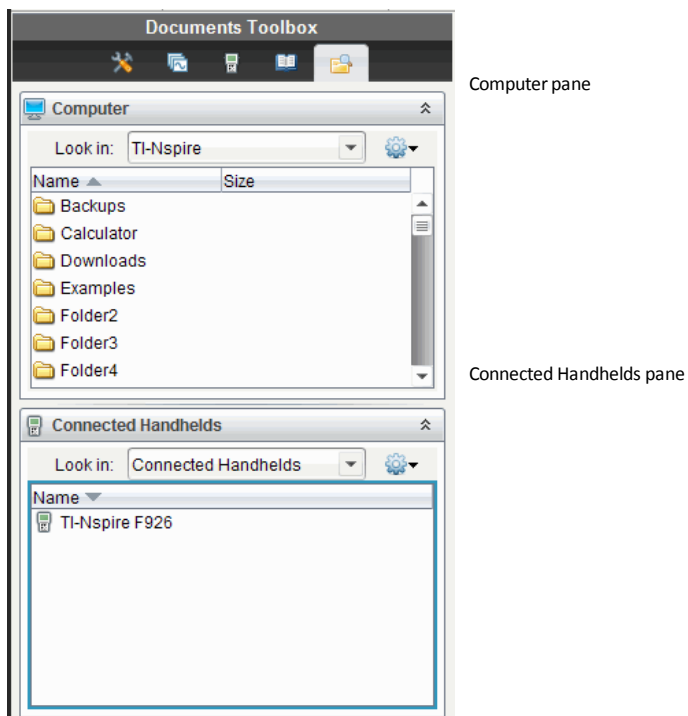 Documents Toolbox
Computer pane
Computer
Look in: TI-Nspire
Name Size
Backups
Calculator
Downloads
Examples
Folder2
Folder3
Folder4
Connected Handhelds pane
Connected Handhelds
Look in: Connected Handhelds
Name
TI-Nspire F926